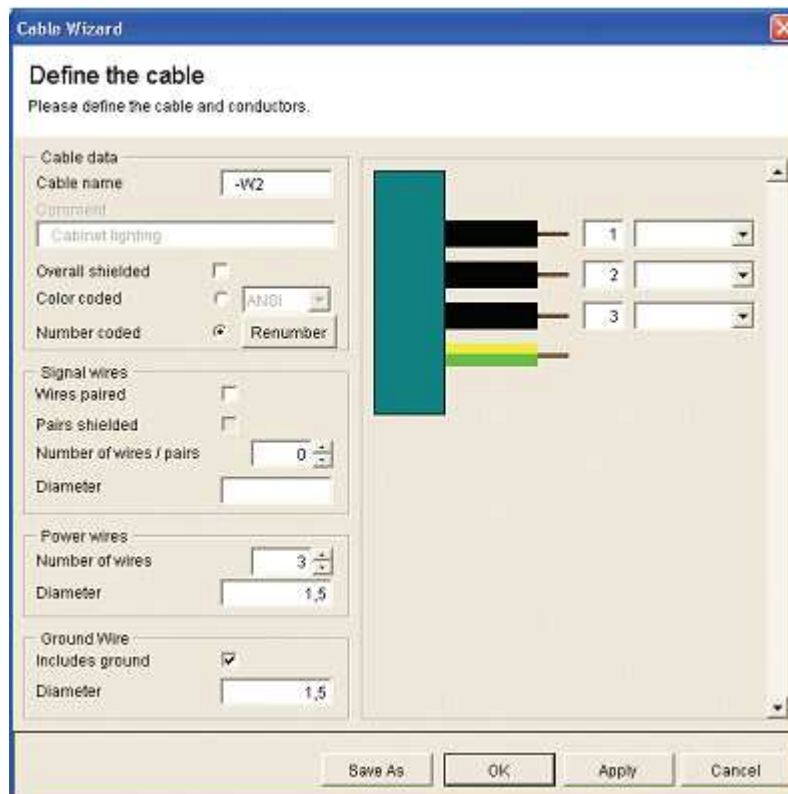 Cable Wizard
Define the cable
Please define the cable and conductors.
Cable data
Cable name -W2
Comment
Cabinet lighting
Overall shielded
Color coded ANSI
Number coded Renumber
Signal wires
Wires paired
Pairs shielded
Number of wires / pairs 0
Diameter
Power wires
Number of wires 3
Diameter 1,5
Ground Wire
Includes ground
Diameter 1,5
1
2
3
Save As OK Apply Cancel